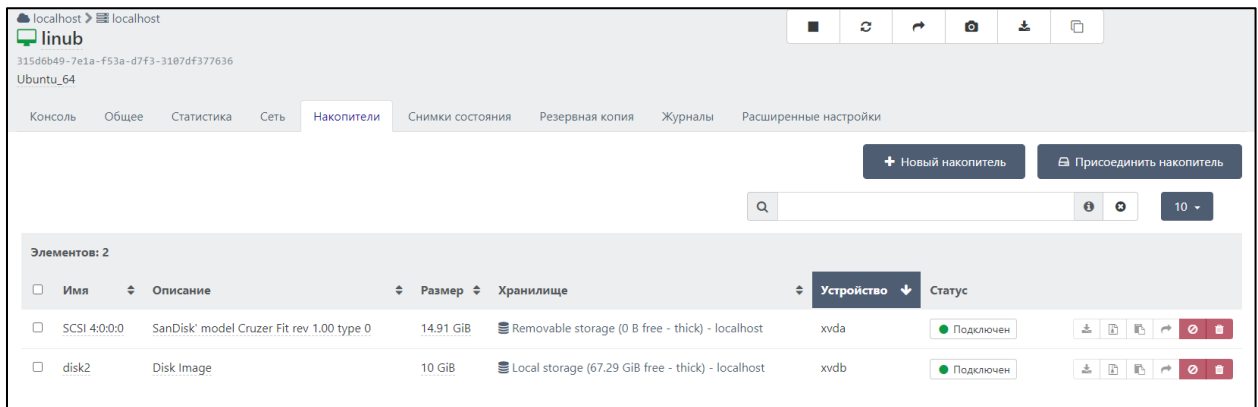 localhost localhost
linub
315d6b49-7e1a-f53a-d7f3-3107df377636
Ubuntu_64
Консоль Общее Статистика Сеть Накопители Снимки состояния Резервная копия Журналы Расширенные настройки
Новый накопитель Присоединить накопитель
10
Элементов: 2
Имя Описание Размер Хранилище Устройство Статус
SCSI 4:0:0:0 SanDisk' model Cruzer Fit rev 1.00 type 0 14.91 GiB Removable storage (0 B free - thick) - localhost xvda Подключен
disk2 Disk Image 10 GiB Local storage (67.29 GiB free - thick) - localhost xvdb Подключен